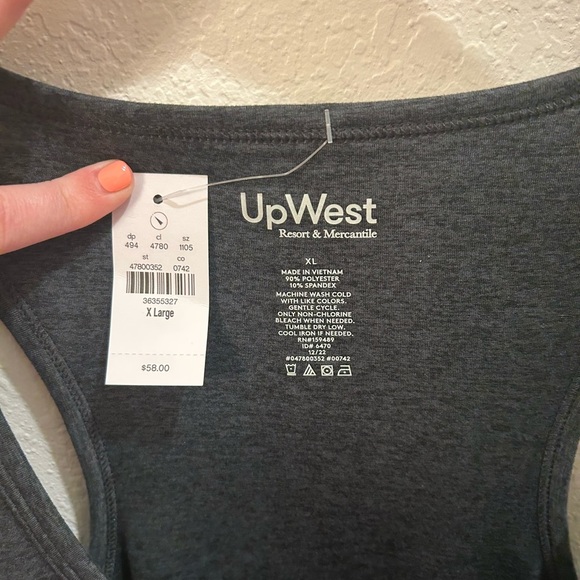 dp cl sz
494 4780 1105
st co
47800352 0742
36355327
X Large
$58.00
UpWest
Resort & Mercantile
XL
MADE IN VIETNAM
90% POLYESTER
10% SPANDEX
MACHINE WASH COLD
WITH LIKE COLORS.
GENTLE CYCLE.
ONLY NON-CHLORINE
BLEACH WHEN NEEDED.
TUMBLE DRY LOW.
COOL IRON IF NEEDED.
RN#159489
ID# 6470
12/22
#047800352 #00742